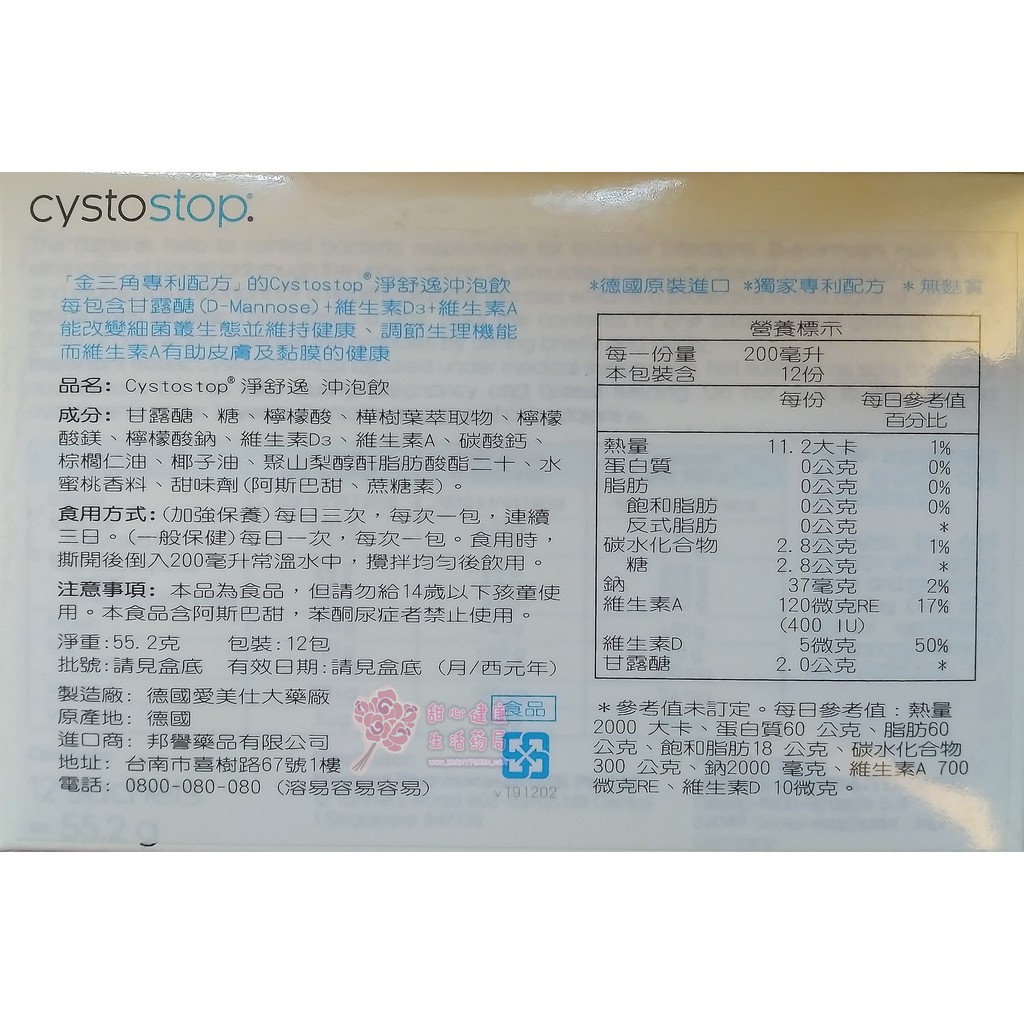 cystostop®
「金三角專利配方」的Cystostop®淨舒逸沖泡飲
每包含甘露醣(D-Mannose)+維生素D3+維生素A
能改變細菌叢生態並維持健康、調節生理機能
而維生素A有助皮膚及黏膜的健康
品名: Cystostop®淨舒逸 沖泡飲
成分: 甘露醣、糖、檸檬酸、樺樹葉萃取物、檸檬
酸鎂、檸檬酸鈉、維生素D3、維生素A、碳酸鈣、
棕櫚仁油、椰子油、聚山梨醇酐脂肪酸酯二十、水
蜜桃香料、甜味劑(阿斯巴甜、蔗糖素)。
食用方式:(加強保養)每日三次，每次一包，連續
三日。(一般保健)每日一次，每次一包。食用時，
撕開後倒入200毫升常溫水中，攪拌均勻後飲用。
注意事項: 本品為食品，但請勿給14歲以下孩童使
用。本食品含阿斯巴甜，苯酮尿症者禁止使用。
淨重:55.2克 包裝:12包
批號:請見盒底 有效日期:請見盒底 (月/西元年)
製造廠: 德國愛美仕大藥廠
原產地: 德國
進口商: 邦譽藥品有限公司
地址: 台南市喜樹路67號1樓
電話: 0800-080-080 (溶易容易容易)
食品
v191202
甜心健康
生活药局
*德國原裝進口 *獨家專利配方 *無麩質
營養標示
每一份量 200毫升
本包裝含 12份
每份 每日參考值
百分比
熱量 11.2大卡 1%
蛋白質 0公克 0%
脂肪 0公克 0%
飽和脂肪 0公克 0%
反式脂肪 0公克 *
碳水化合物 2.8公克 1%
糖 2.8公克 *
鈉 37毫克 2%
維生素A 120微克RE 17%
(400 IU)
維生素D 5微克 50%
甘露醣 2.0公克 *
*參考值未訂定。每日參考值：熱量
2000 大卡、蛋白質60 公克、脂肪60
公克、飽和脂肪18 公克、碳水化合物
300 公克、鈉2000 毫克、維生素A 700
微克RE、維生素D 10微克。
55.2 g